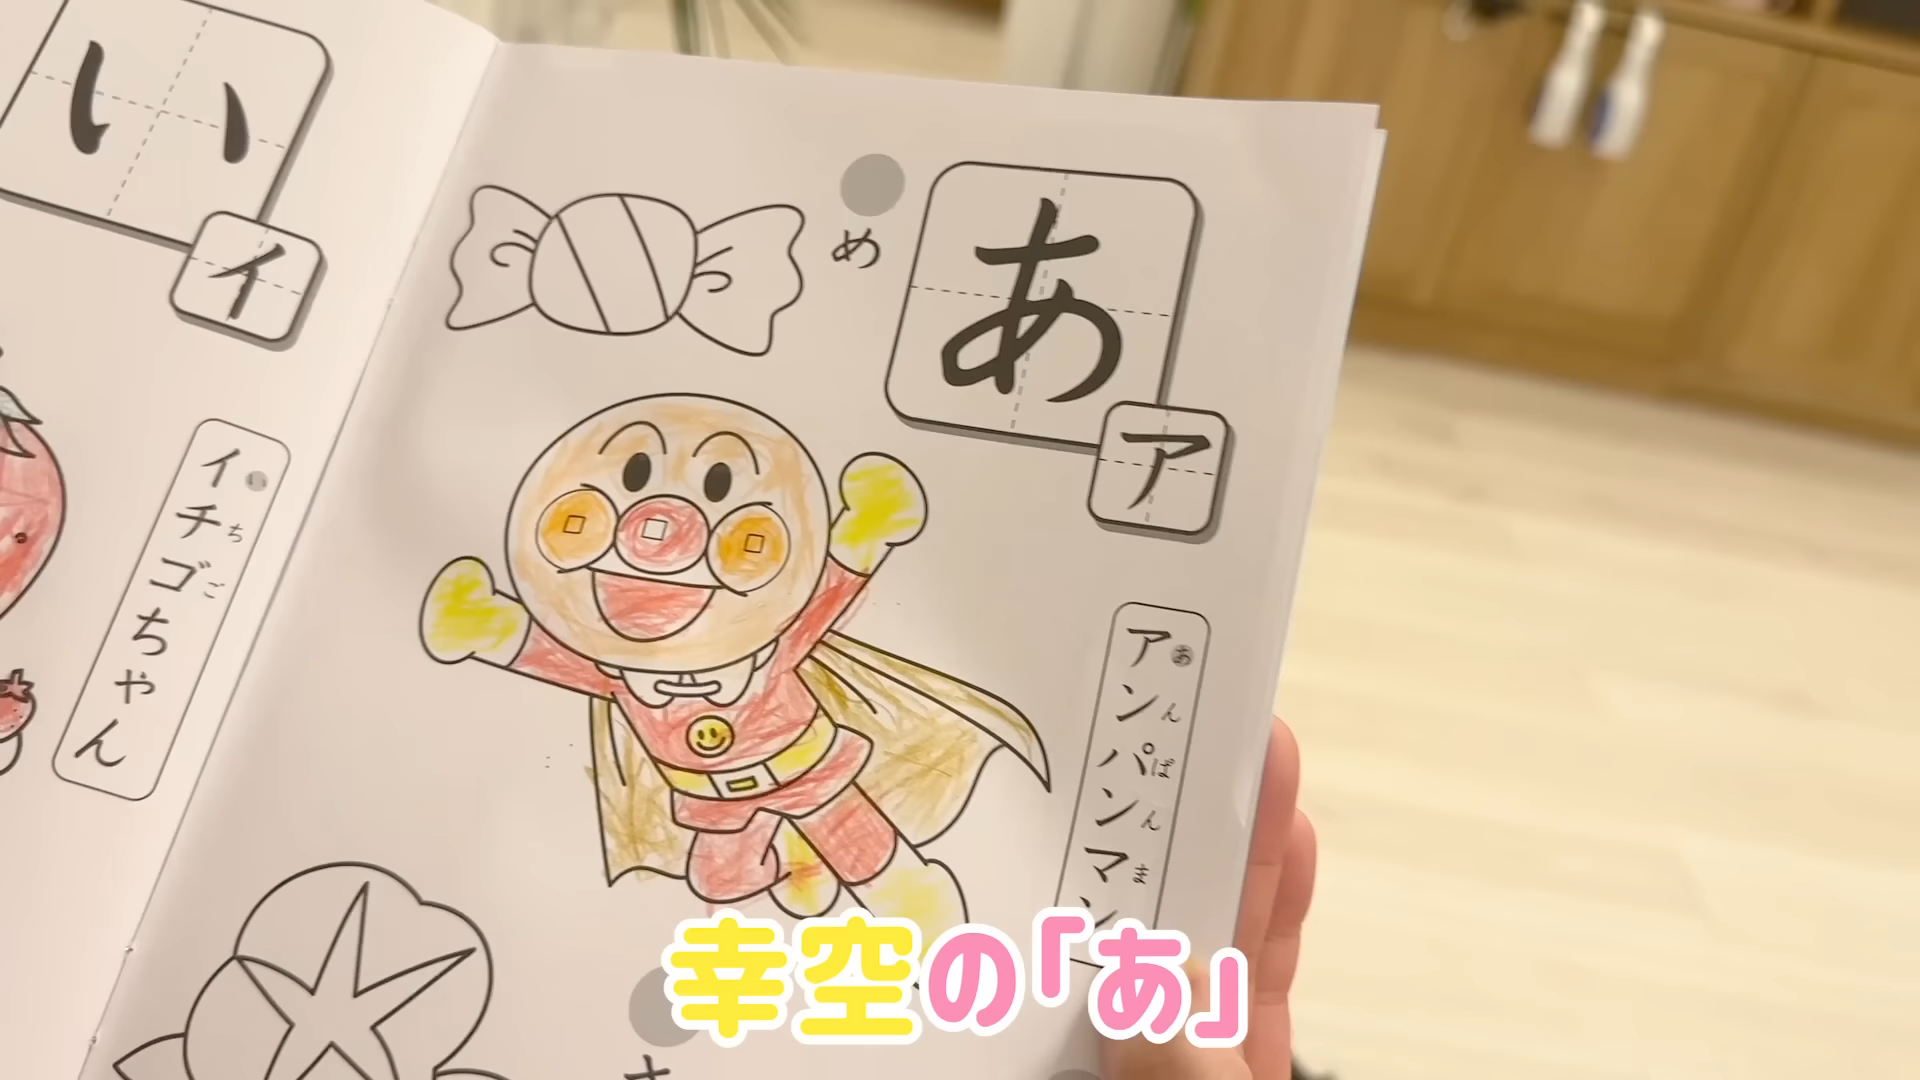 い
イ
イチゴちゃん
いちご
め
あ
ア
アンパンマン
あんぱんま
幸空の「あ」